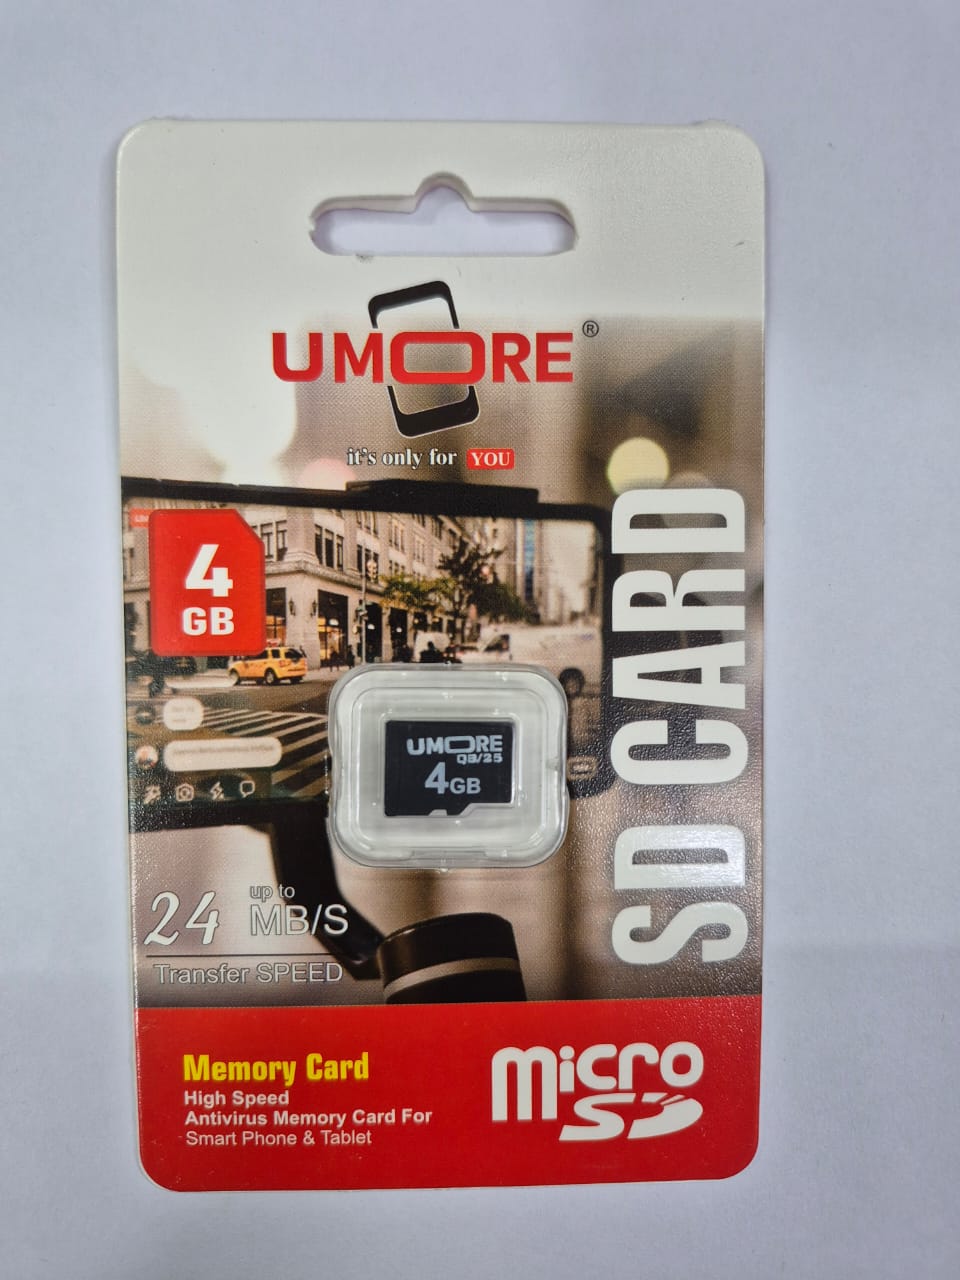 UMORE®
it's only for YOU
4
GB
SD CARD
UMORE
QB/25
4GB
24 up to MB/S
Transfer SPEED
Memory Card
High Speed
Antivirus Memory Card For
Smart Phone & Tablet
micro
SD